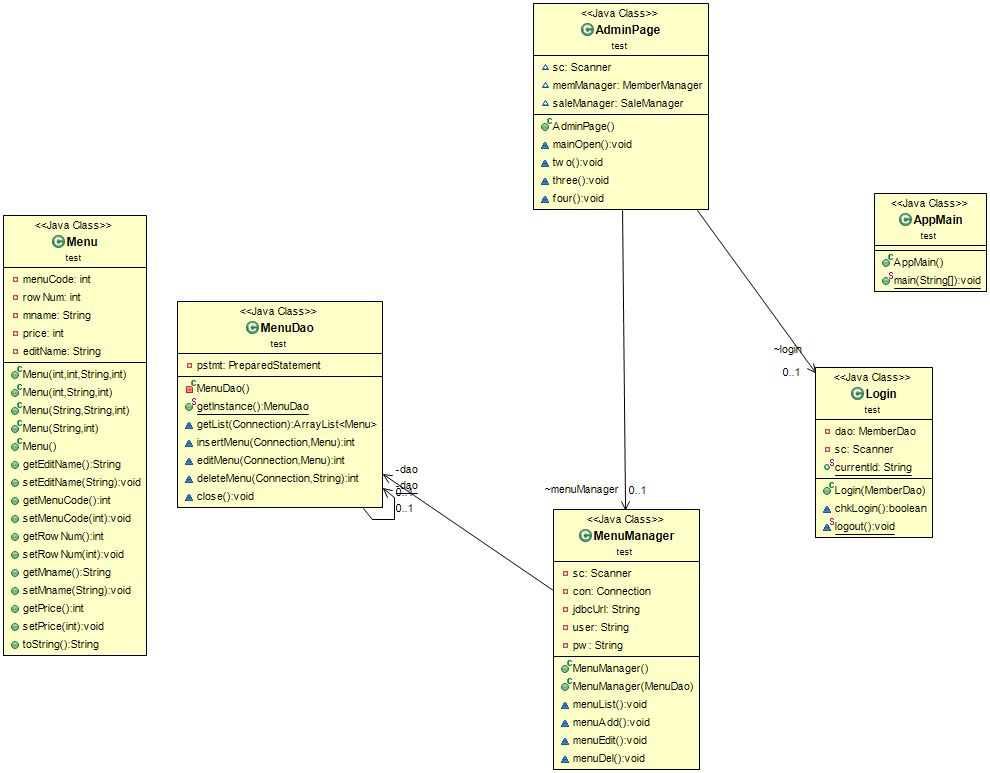 <<Java Class>>
AdminPage
test
sc: Scanner
memManager: MemberManager
saleManager: SaleManager
AdminPage()
mainOpen():void
two():void
three():void
four():void
<<Java Class>>
AppMain
test
AppMain()
main(String[]):void
<<Java Class>>
Menu
test
menuCode: int
rowNum: int
mname: String
price: int
editName: String
Menu(int,int,String,int)
Menu(int,String,int)
Menu(String,String,int)
Menu(String,int)
Menu()
getEditName():String
setEditName(String):void
getMenuCode():int
setMenuCode(int):void
getRowNum():int
setRowNum(int):void
getMname():String
setMname(String):void
getPrice():int
setPrice(int):void
toString():String
<<Java Class>>
MenuDao
test
pstmt: PreparedStatement
MenuDao()
getInstance():MenuDao
getList(Connection):ArrayList<Menu>
insertMenu(Connection,Menu):int
editMenu(Connection,Menu):int
deleteMenu(Connection,String):int
close():void
-dao
-dao
0..1
0..1
~menuManager
0..1
~login
0..1
<<Java Class>>
Login
test
dao: MemberDao
sc: Scanner
currentId: String
Login(MemberDao)
chkLogin():boolean
logout():void
<<Java Class>>
MenuManager
test
sc: Scanner
con: Connection
jdbcUrl: String
user: String
pw: String
MenuManager()
MenuManager(MenuDao)
menuList():void
menuAdd():void
menuEdit():void
menuDel():void